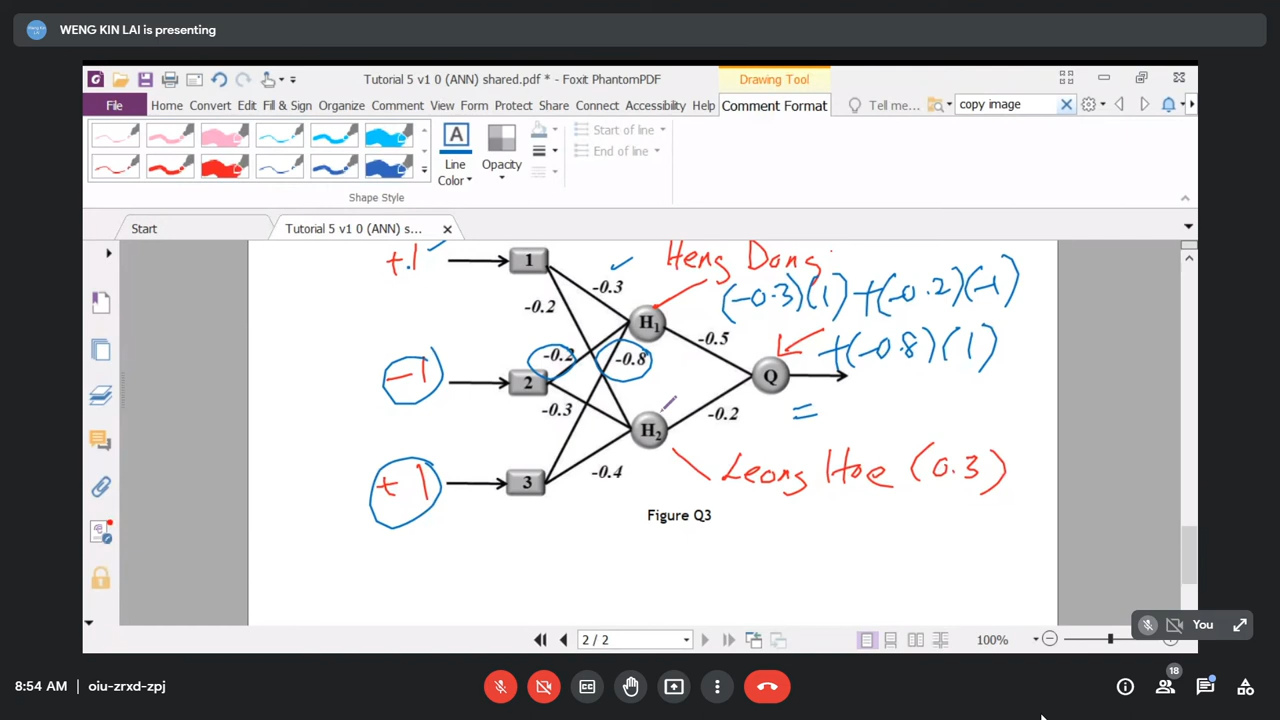 WENG KIN LAI is presenting
Tutorial 5 v1 0 (ANN) shared.pdf * - Foxit PhantomPDF
Drawing Tool
File Home Convert Edit Fill & Sign Organize Comment View Form Protect Share Connect Accessibility Help Comment Format Tell me... copy image
Line Color
Opacity
Start of line
End of line
Shape Style
Start
Tutorial 5 v1 0 (ANN) s...
+1
1
Heng Dong
-0.3
(-0.3)(1)+(-0.2)(-1)
-0.2
H1
-0.5
+(-0.8)(1)
-0.2
-0.8
-1
2
Q
-0.3
-0.2
=
H2
+1
3
-0.4
Leong Hoe (0.3)
Figure Q3
You
2 / 2
100%
8:54 AM | oiu-zrxd-zpj
18